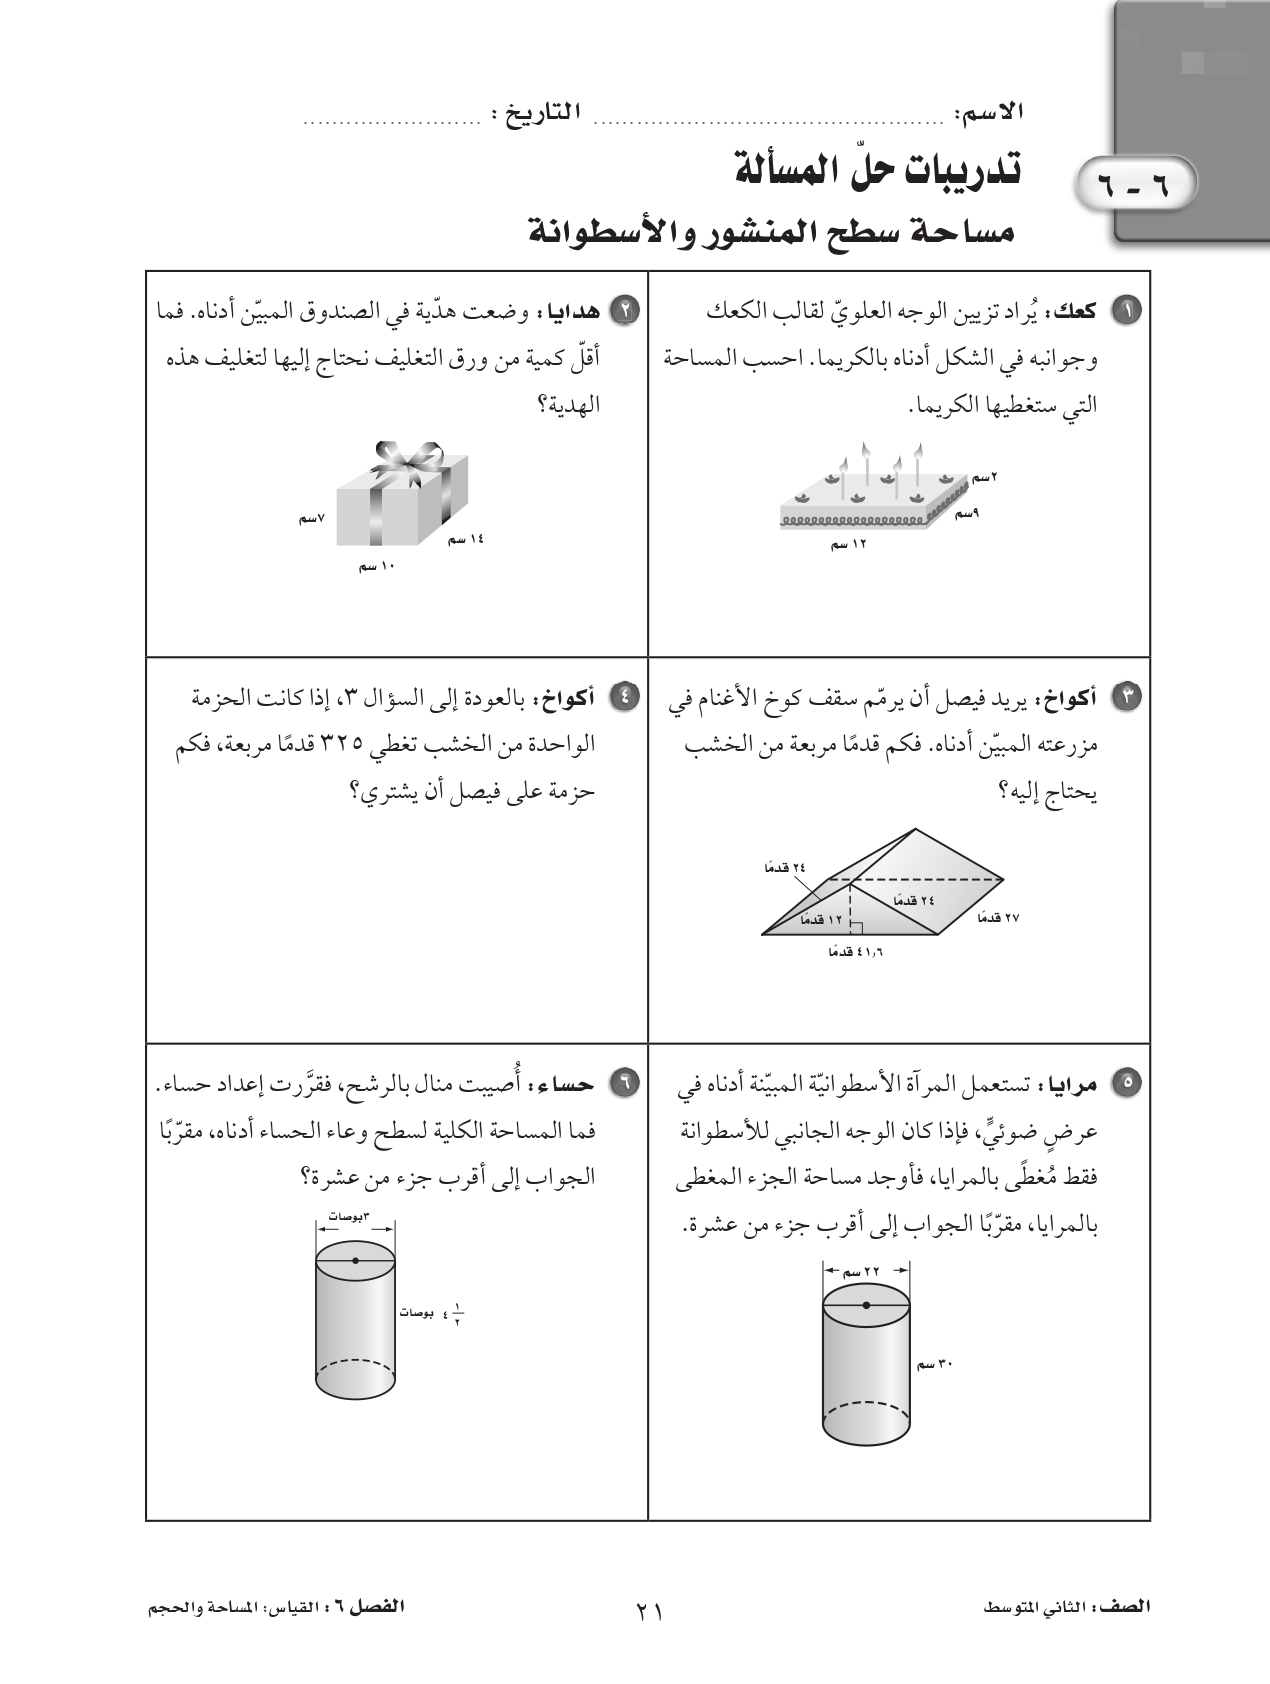 الاسم: ................................................ التاريخ : .........................
٦ - ٦
تدريبات حلّ المسألة
مساحة سطح المنشور والأسطوانة
١ كعك: يُراد تزيين الوجه العلويّ لقالب الكعك
وجوانبه في الشكل أدناه بالكريما. احسب المساحة
التي ستغطيها الكريما.
٢سم
٩سم
١٢ سم
٢ هدايا: وضعت هدّية في الصندوق المبيّن أدناه. فما
أقلّ كمية من ورق التغليف نحتاج إليها لتغليف هذه
الهدية؟
٧سم
١٤ سم
١٠ سم
٣ أكواخ: يريد فيصل أن يرمّم سقف كوخ الأغنام في
مزرعته المبيّن أدناه. فكم قدمًا مربعة من الخشب
يحتاج إليه؟
٢٤ قدمًا
٢٤ قدمًا
١٢ قدمًا
٢٧ قدمًا
٤١٫٦ قدمًا
٤ أكواخ: بالعودة إلى السؤال ٣، إذا كانت الحزمة
الواحدة من الخشب تغطي ٣٢٥ قدمًا مربعة، فكم
حزمة على فيصل أن يشتري؟
٥ مرايا: تستعمل المرآة الأسطوانيّة المبيّنة أدناه في
عرضٍ ضوئيٍّ، فإذا كان الوجه الجانبي للأسطوانة
فقط مُغطًى بالمرايا، فأوجد مساحة الجزء المغطى
بالمرايا، مقرّبًا الجواب إلى أقرب جزء من عشرة.
٢٢ سم
٣٠ سم
٦ حساء: أُصيبت منال بالرشح، فقرَّرت إعداد حساء.
فما المساحة الكلية لسطح وعاء الحساء أدناه، مقرّبًا
الجواب إلى أقرب جزء من عشرة؟
٣بوصات
٤ ١/٢ بوصات
الصف: الثاني المتوسط
٢١
الفصل ٦ : القياس: المساحة والحجم